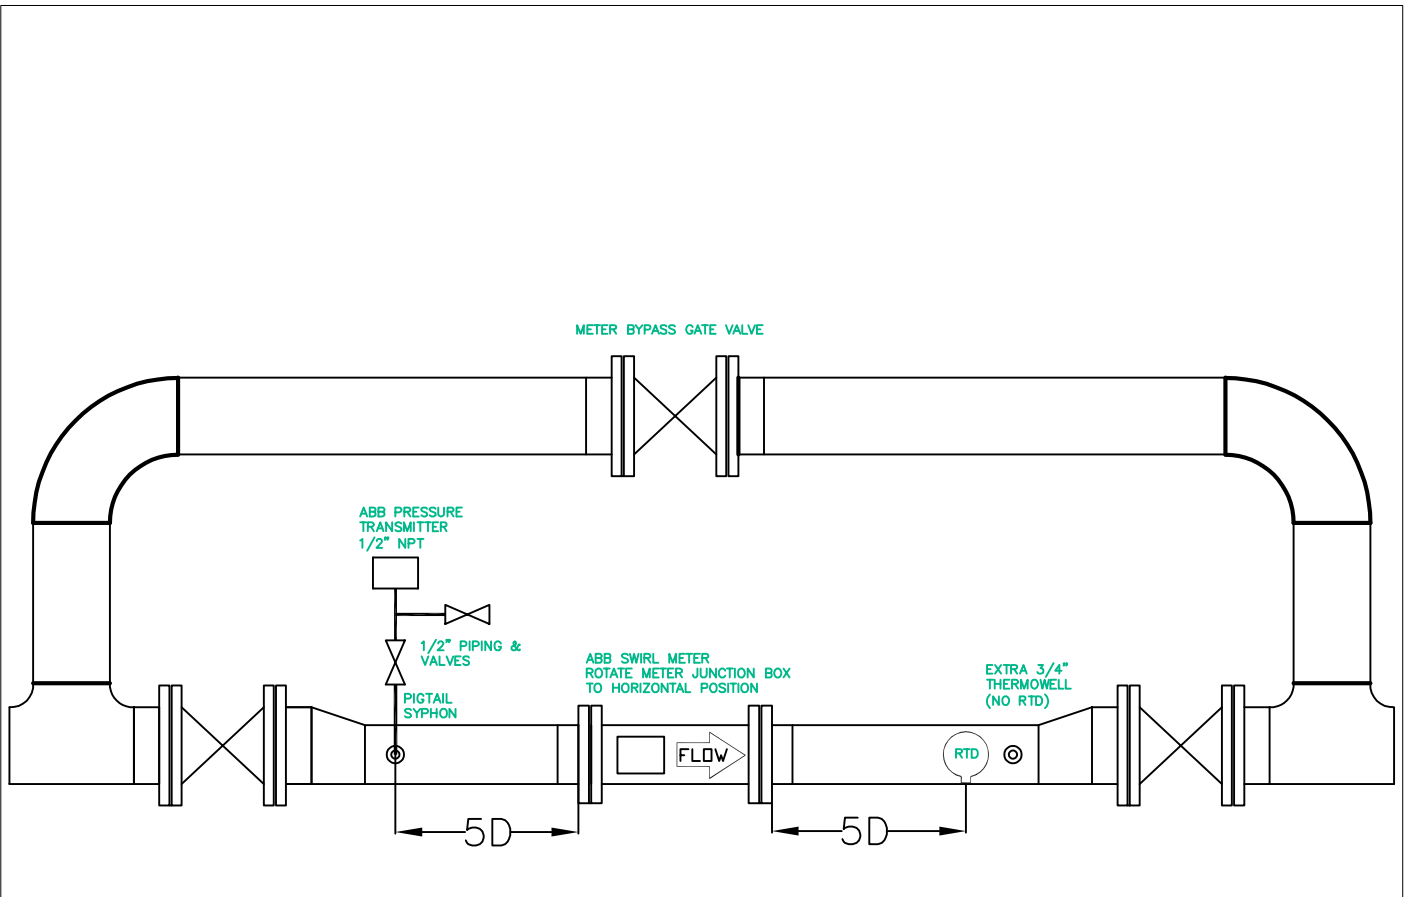 METER BYPASS GATE VALVE
ABB PRESSURE
TRANSMITTER
1/2" NPT
1/2" PIPING &
VALVES
PIGTAIL
SYPHON
ABB SWIRL METER
ROTATE METER JUNCTION BOX
TO HORIZONTAL POSITION
EXTRA 3/4"
THERMOWELL
(NO RTD)
FLOW
RTD
5D
5D